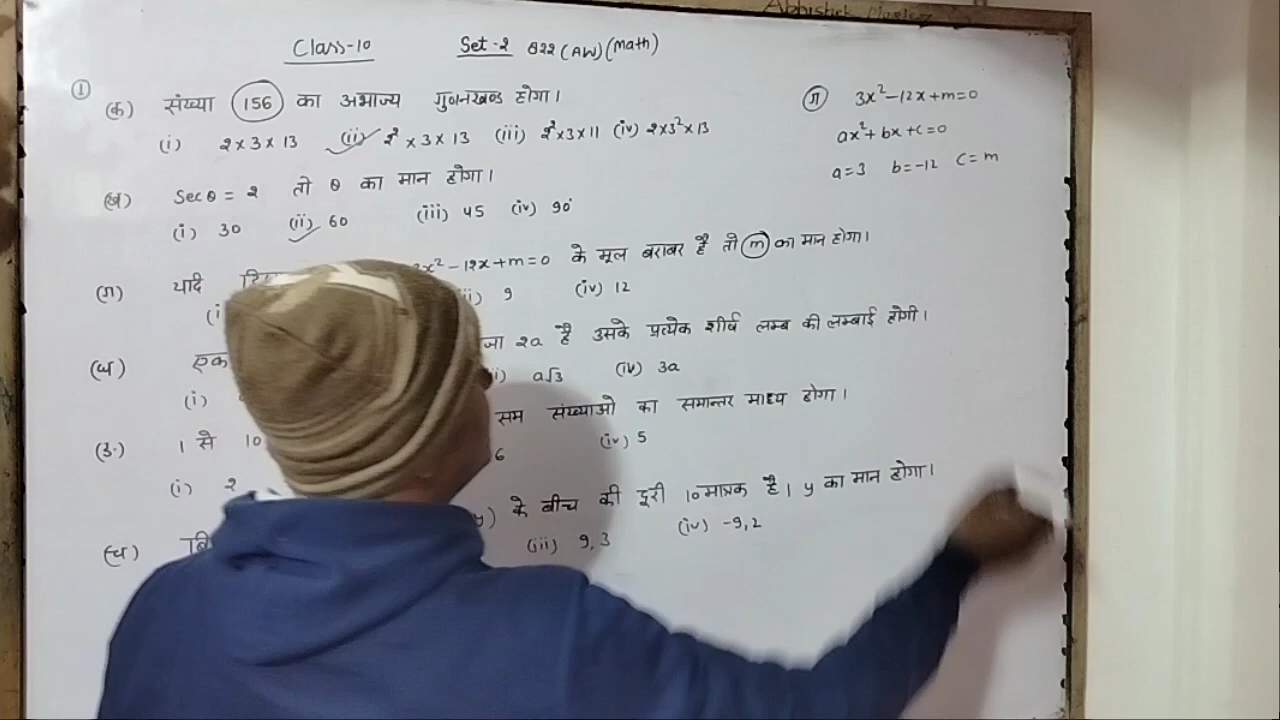 Abhishek
Class-10 Set-2 822 (AW) (Math)
① (क) संख्या 156 का अभाज्य गुणनखण्ड होगा।
(i) 2×3×13 (ii) 2²×3×13 (iii) 2²×3×11 (iv) 2×3²×13
(ख) Secθ = 2 तो θ का मान होगा।
(i) 30 (ii) 60 (iii) 45 (iv) 90°
(ग) यदि 3x²-12x+m=0 के मूल बराबर है तो m का मान होगा।
9 (iv) 12
(घ) एक 2a है उसके प्रत्येक शीर्ष लम्ब की लम्बाई होगी।
(i) a√3 (iv) 3a
(ङ) 1 से 10 सम संख्याओ का समान्तर माध्य होगा।
(i) 2 6 (iv) 5
(च) के बीच की दूरी 10 मात्रक है। y का मान होगा।
(iii) 9, 3 (iv) -9, 2
ग 3x²-12x+m=0
ax²+bx+c=0
a=3 b=-12 c=m